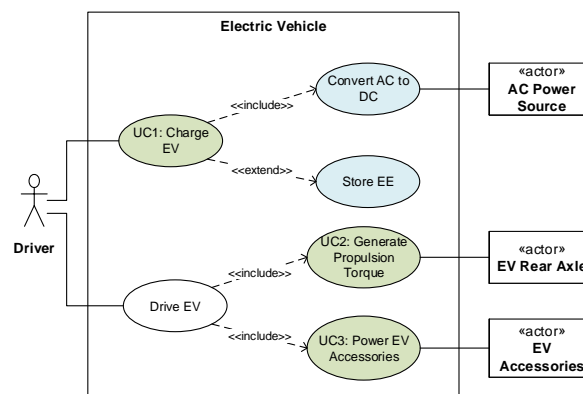 Electric Vehicle
Convert AC to
DC
«actor»
AC Power
Source
<<include>>
UC1: Charge
EV
<<extend>>
Store EE
Driver
UC2: Generate
Propulsion
Torque
«actor»
EV Rear Axle
<<include>>
Drive EV
<<include>>
UC3: Power EV
Accessories
«actor»
EV
Accessories